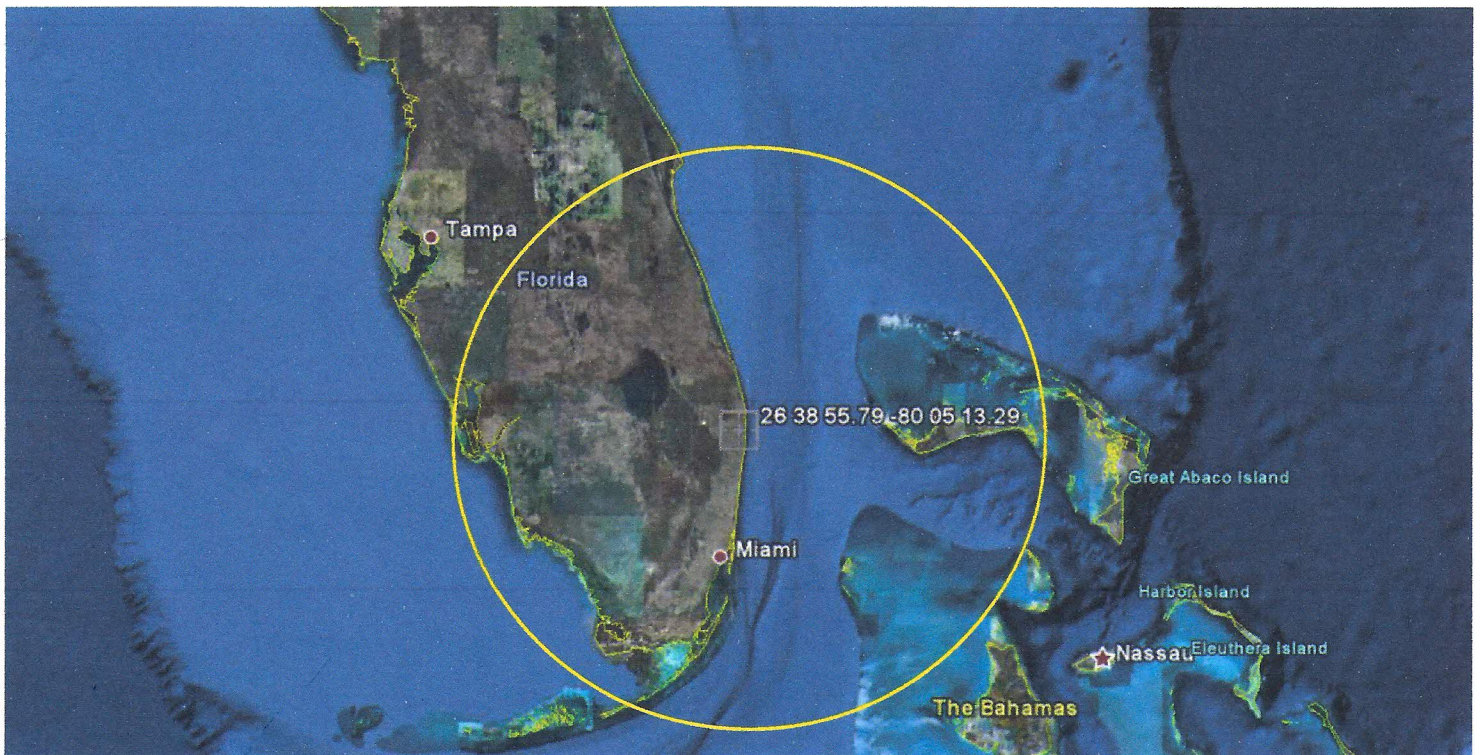 Tampa
Florida
26 38 55.79 -80 05 13.29
Great Abaco Island
Miami
Harbor Island
Nassau
Eleuthera Island
The Bahamas